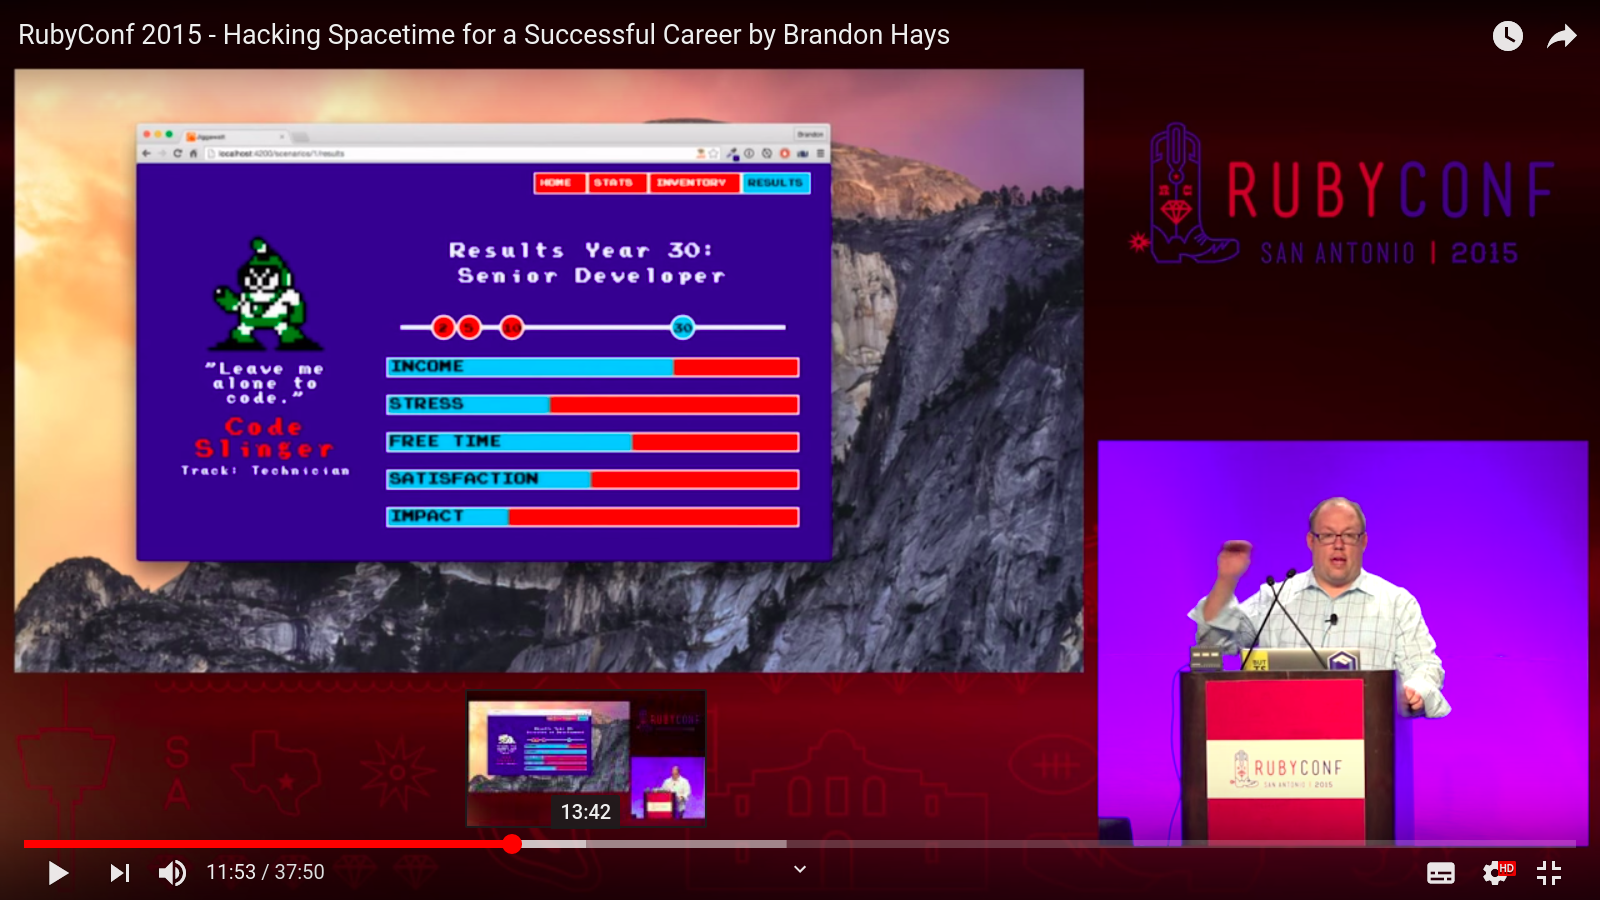 RubyConf 2015 - Hacking Spacetime for a Successful Career by Brandon Hays
Brandon
localhost:4200/scenarios/1/results
HOME
STATS
INVENTORY
RESULTS
Results Year 30:
Senior Developer
2
5
10
30
INCOME
STRESS
FREE TIME
SATISFACTION
IMPACT
"Leave me
alone to
code."
Code
Slinger
Track: Technician
R C
RUBYCONF
SAN ANTONIO | 2015
RUBYCONF
SAN ANTONIO | 2015
S
A
13:42
11:53 / 37:50
HD